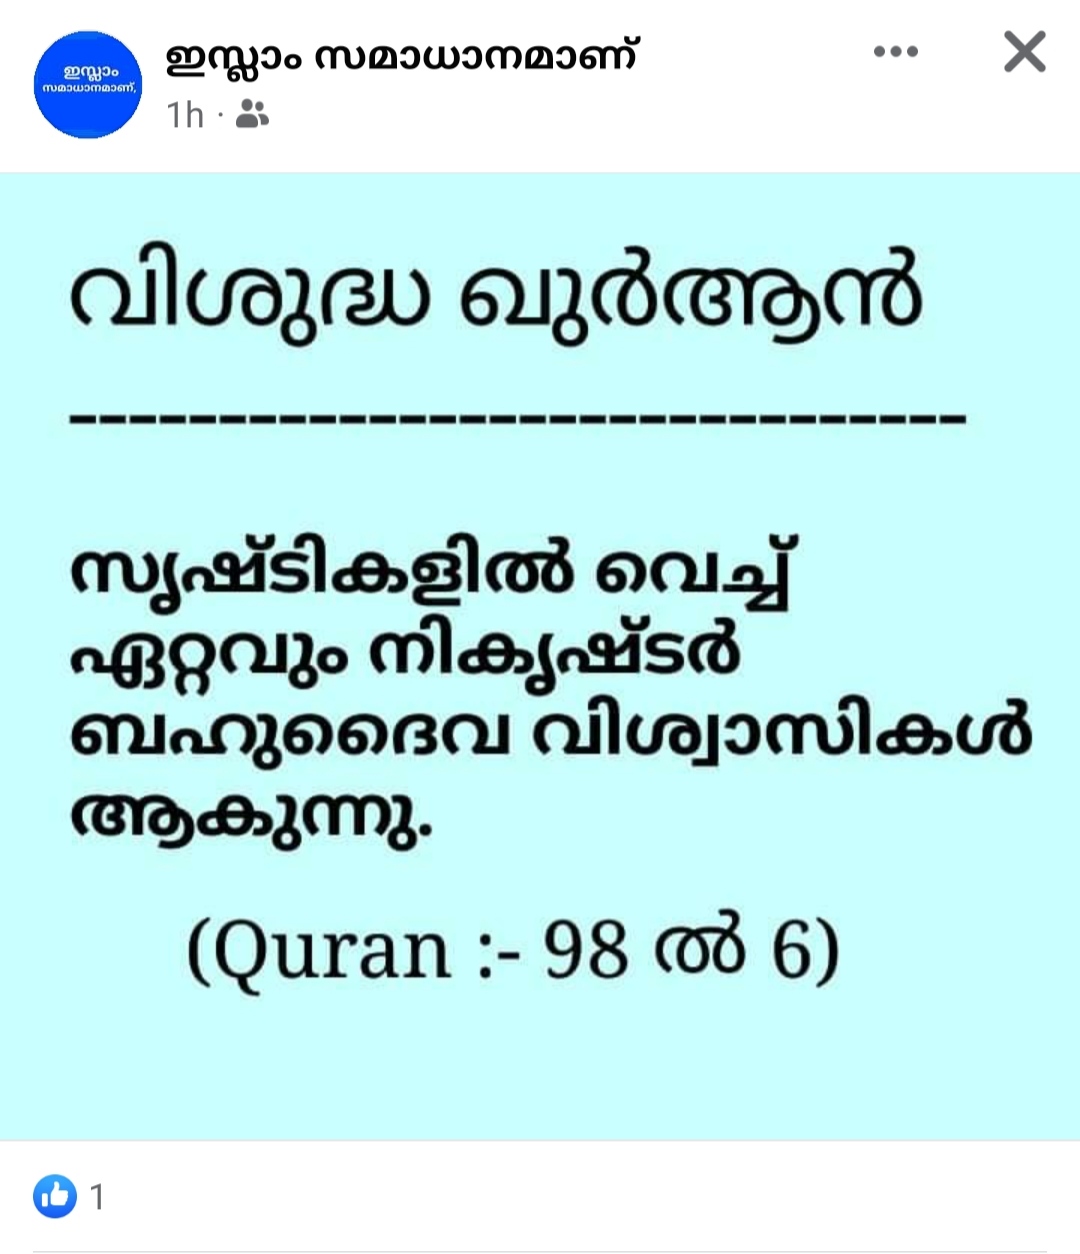 ഇസ്ലാം സമാധാനമാണ്
ഇസ്ലാം
സമാധാനമാണ്,
1h ·
വിശുദ്ധ ഖുർആൻ
------------------------------
സൃഷ്ടികളിൽ വെച്ച്
ഏറ്റവും നികൃഷ്ടർ
ബഹുദൈവ വിശ്വാസികൾ
ആകുന്നു.
(Quran :- 98 ൽ 6)
1